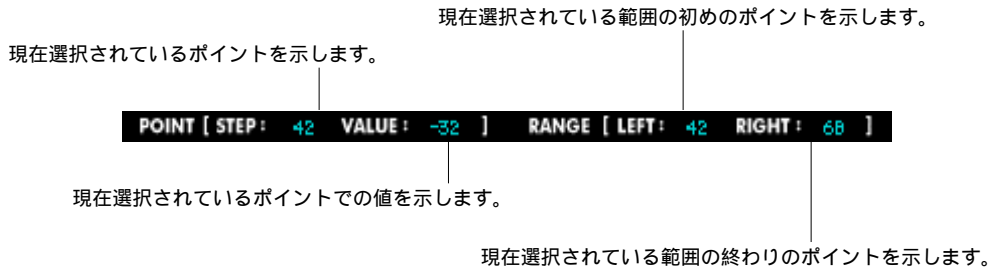 現在選択されている範囲の初めのポイントを示します。
現在選択されているポイントを示します。
POINT [ STEP: 42 VALUE: -32 ] RANGE [ LEFT: 42 RIGHT: 68 ]
現在選択されているポイントでの値を示します。
現在選択されている範囲の終わりのポイントを示します。